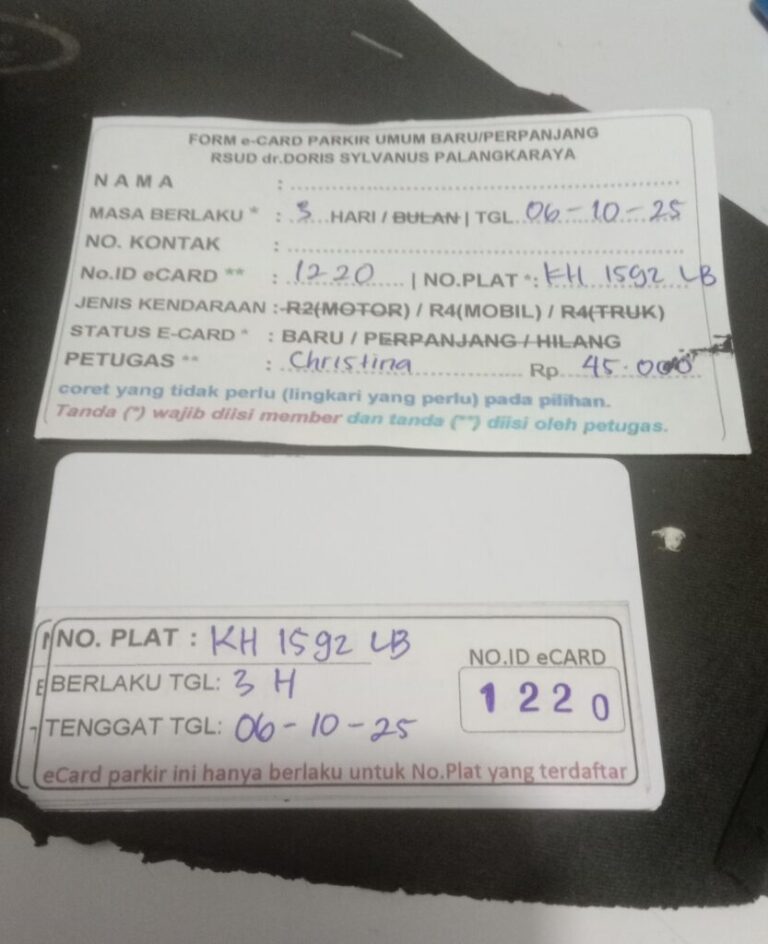 FORM e-CARD PARKIR UMUM BARU/PERPANJANG
RSUD dr.DORIS SYLVANUS PALANGKARAYA
NAMA : ........
MASA BERLAKU * : 3 HARI / BULAN | TGL 06-10-25
NO. KONTAK : ........
No.ID eCARD ** : 1220 | NO.PLAT *: KH 1592 LB
JENIS KENDARAAN : R2(MOTOR) / R4(MOBIL) / R4(TRUK)
STATUS E-CARD * : BARU / PERPANJANG / HILANG
PETUGAS ** : Christina Rp 45.000
coret yang tidak perlu (lingkari yang perlu) pada pilihan.
Tanda (*) wajib diisi member dan tanda (**) diisi oleh petugas.
NO. PLAT : KH 1592 LB
BERLAKU TGL: 3 H
TENGGAT TGL: 06-10-25
NO.ID eCARD
1220
eCard parkir ini hanya berlaku untuk No.Plat yang terdaftar